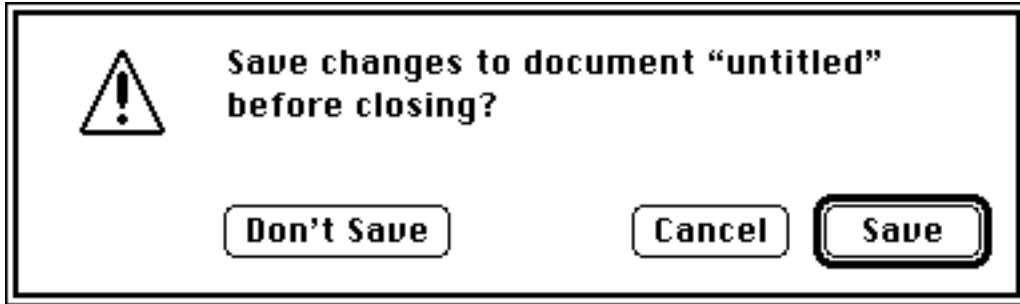 Save changes to document “untitled”
before closing?
Don't Save
Cancel
Save